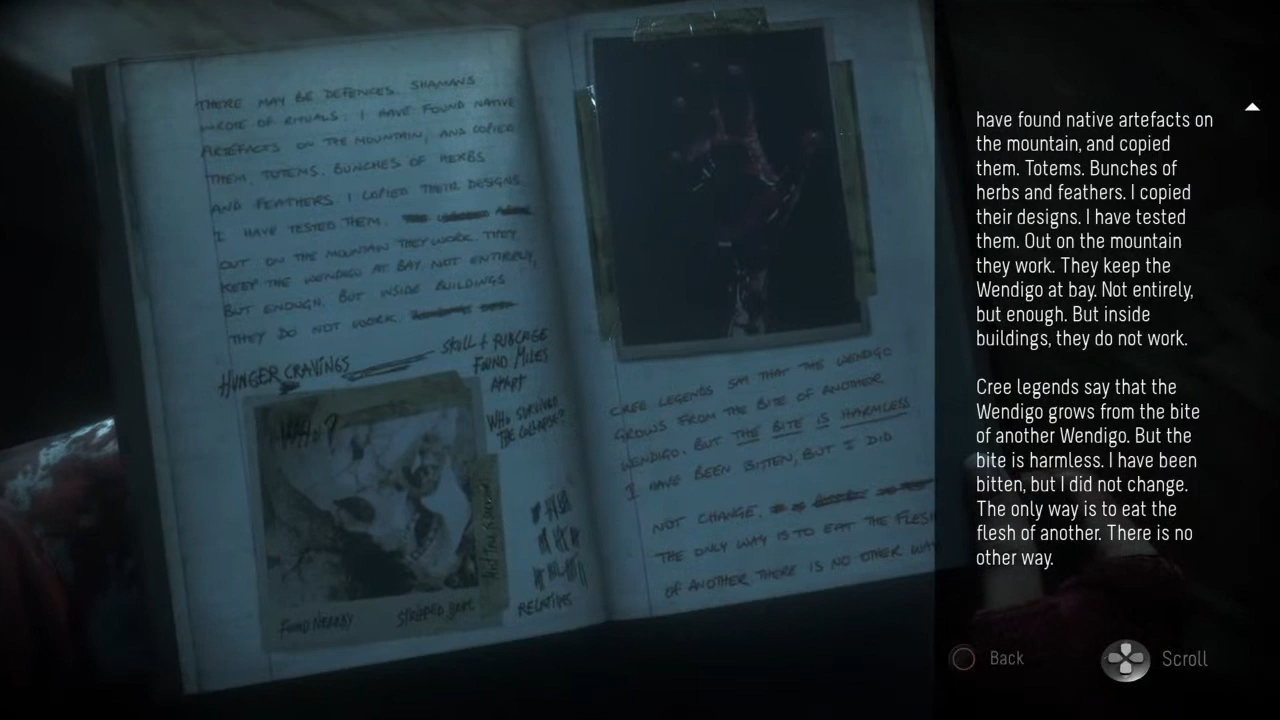 THERE MAY BE DEFENCES. SHAMANS
WROTE OF RITUALS. I HAVE FOUND NATIVE
ARTEFACTS ON THE MOUNTAIN, AND COPIED
THEM. TOTEMS. BUNCHES OF HERBS
AND FEATHERS. I COPIED THEIR DESIGNS
I HAVE TESTED THEM.
OUT ON THE MOUNTAIN THEY WORK. THEY
KEEP THE WENDIGO AT BAY NOT ENTIRELY,
BUT ENOUGH. BUT INSIDE BUILDINGS
THEY DO NOT WORK.
HUNGER CRAVINGS
SKULL & RIBCAGE
FOUND MILES
APART
WHO?
WHO SURVIVED
THE COLLAPSE?
FOUND NEARBY
STRIPPED BARE
RELATIVES
CREE LEGENDS SAY THAT THE WENDIGO
GROWS FROM THE BITE OF ANOTHER
WENDIGO. BUT THE BITE IS HARMLESS
I HAVE BEEN BITTEN, BUT I DID
NOT CHANGE.
THE ONLY WAY IS TO EAT THE FLESH
OF ANOTHER. THERE IS NO OTHER WAY
have found native artefacts on
the mountain, and copied
them. Totems. Bunches of
herbs and feathers. I copied
their designs. I have tested
them. Out on the mountain
they work. They keep the
Wendigo at bay. Not entirely,
but enough. But inside
buildings, they do not work.
Cree legends say that the
Wendigo grows from the bite
of another Wendigo. But the
bite is harmless. I have been
bitten, but I did not change.
The only way is to eat the
flesh of another. There is no
other way.
Back
Scroll